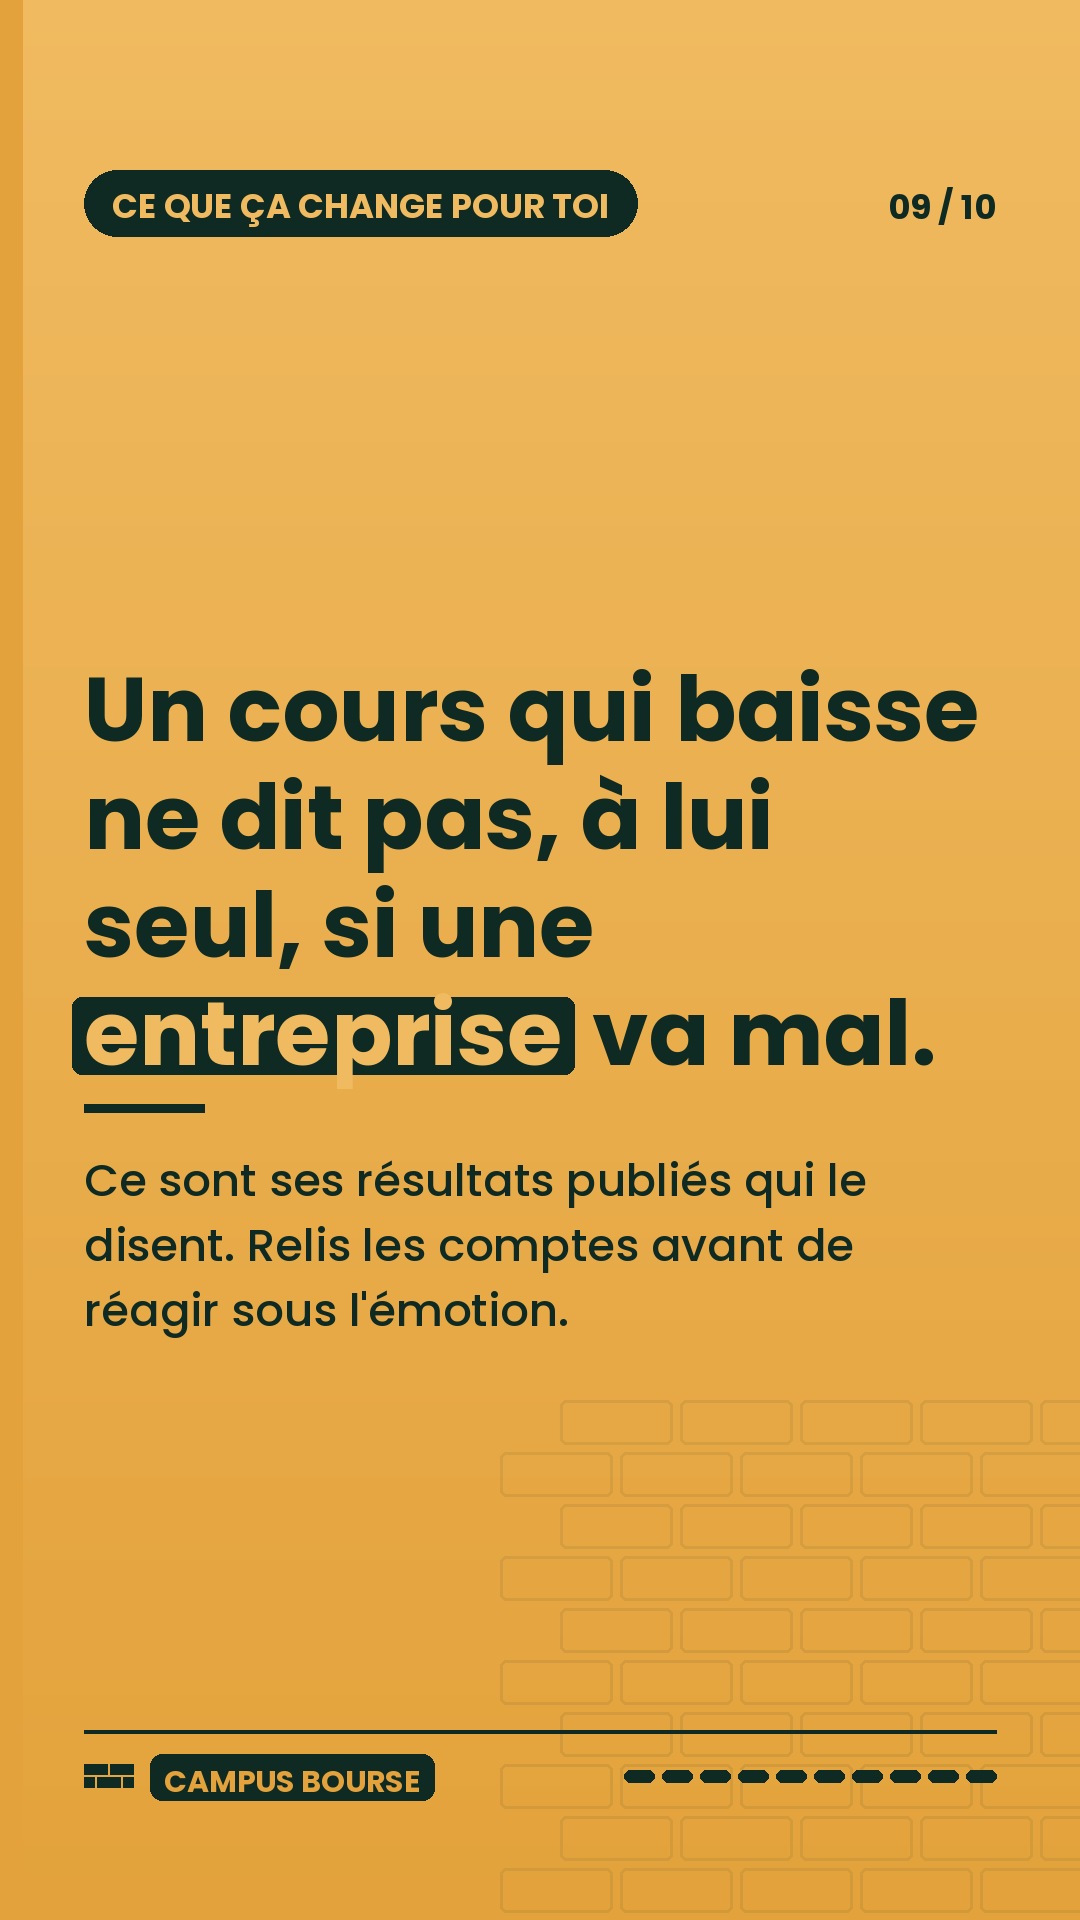 CE QUE ÇA CHANGE POUR TOI
09 / 10
Un cours qui baisse
ne dit pas, à lui
seul, si une
entreprise va mal.
Ce sont ses résultats publiés qui le
disent. Relis les comptes avant de
réagir sous l'émotion.
CAMPUS BOURSE